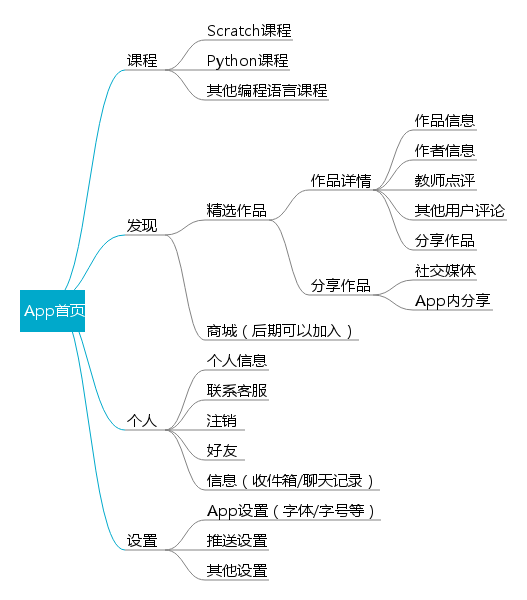 App首页
课程
Scratch课程
Python课程
其他编程语言课程
发现
精选作品
作品详情
作品信息
作者信息
教师点评
其他用户评论
分享作品
分享作品
社交媒体
App内分享
商城（后期可以加入）
个人
个人信息
联系客服
注销
好友
信息（收件箱/聊天记录）
设置
App设置（字体/字号等）
推送设置
其他设置